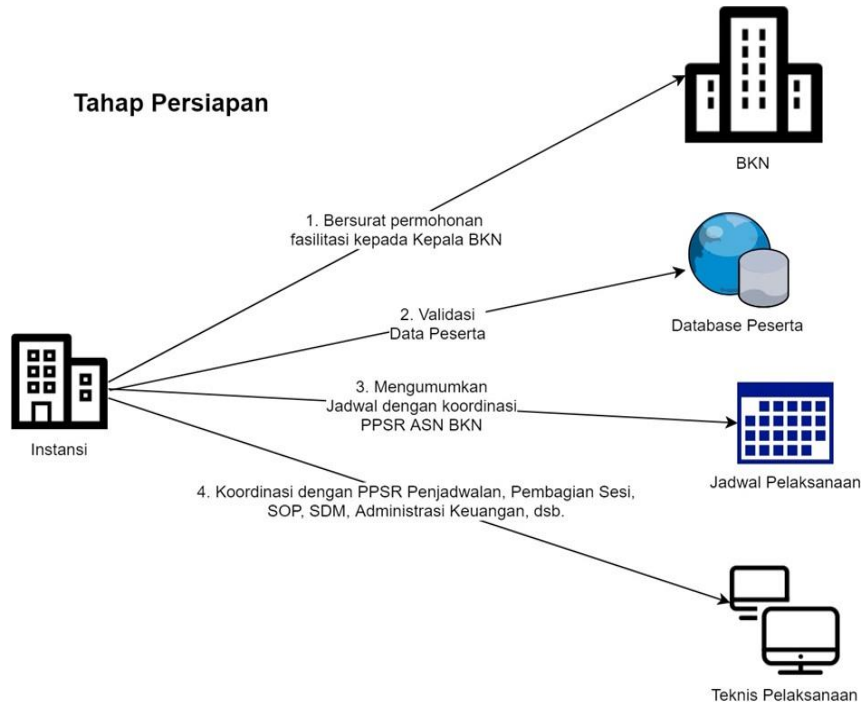 Tahap Persiapan
BKN
1. Bersurat permohonan
fasilitasi kepada Kepala BKN
2. Validasi
Data Peserta
Database Peserta
3. Mengumumkan
Jadwal dengan koordinasi
PPSR ASN BKN
Instansi
Jadwal Pelaksanaan
4. Koordinasi dengan PPSR Penjadwalan, Pembagian Sesi,
SOP, SDM, Administrasi Keuangan, dsb.
Teknis Pelaksanaan